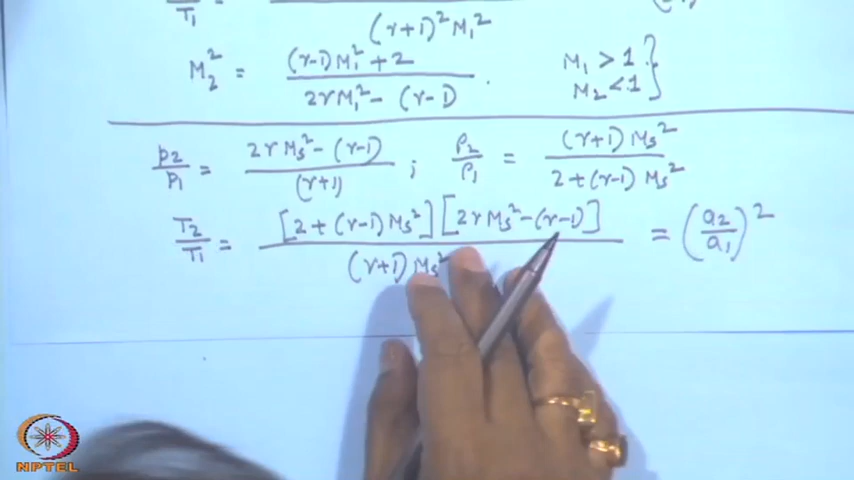 T₁ (γ+1)² M₁²
M₂² = ((γ-1)M₁² + 2) / (2γM₁² - (γ-1)) . M₁ > 1 } M₂ < 1
p₂/p₁ = (2γMs² - (γ-1)) / (γ+1) ; ρ₂/ρ₁ = (γ+1)Ms² / (2+(γ-1)Ms²)
T₂/T₁ = [2 + (γ-1)Ms²][2γMs² - (γ-1)] / (γ+1)Ms² = (a₂/a₁)²
NPTEL